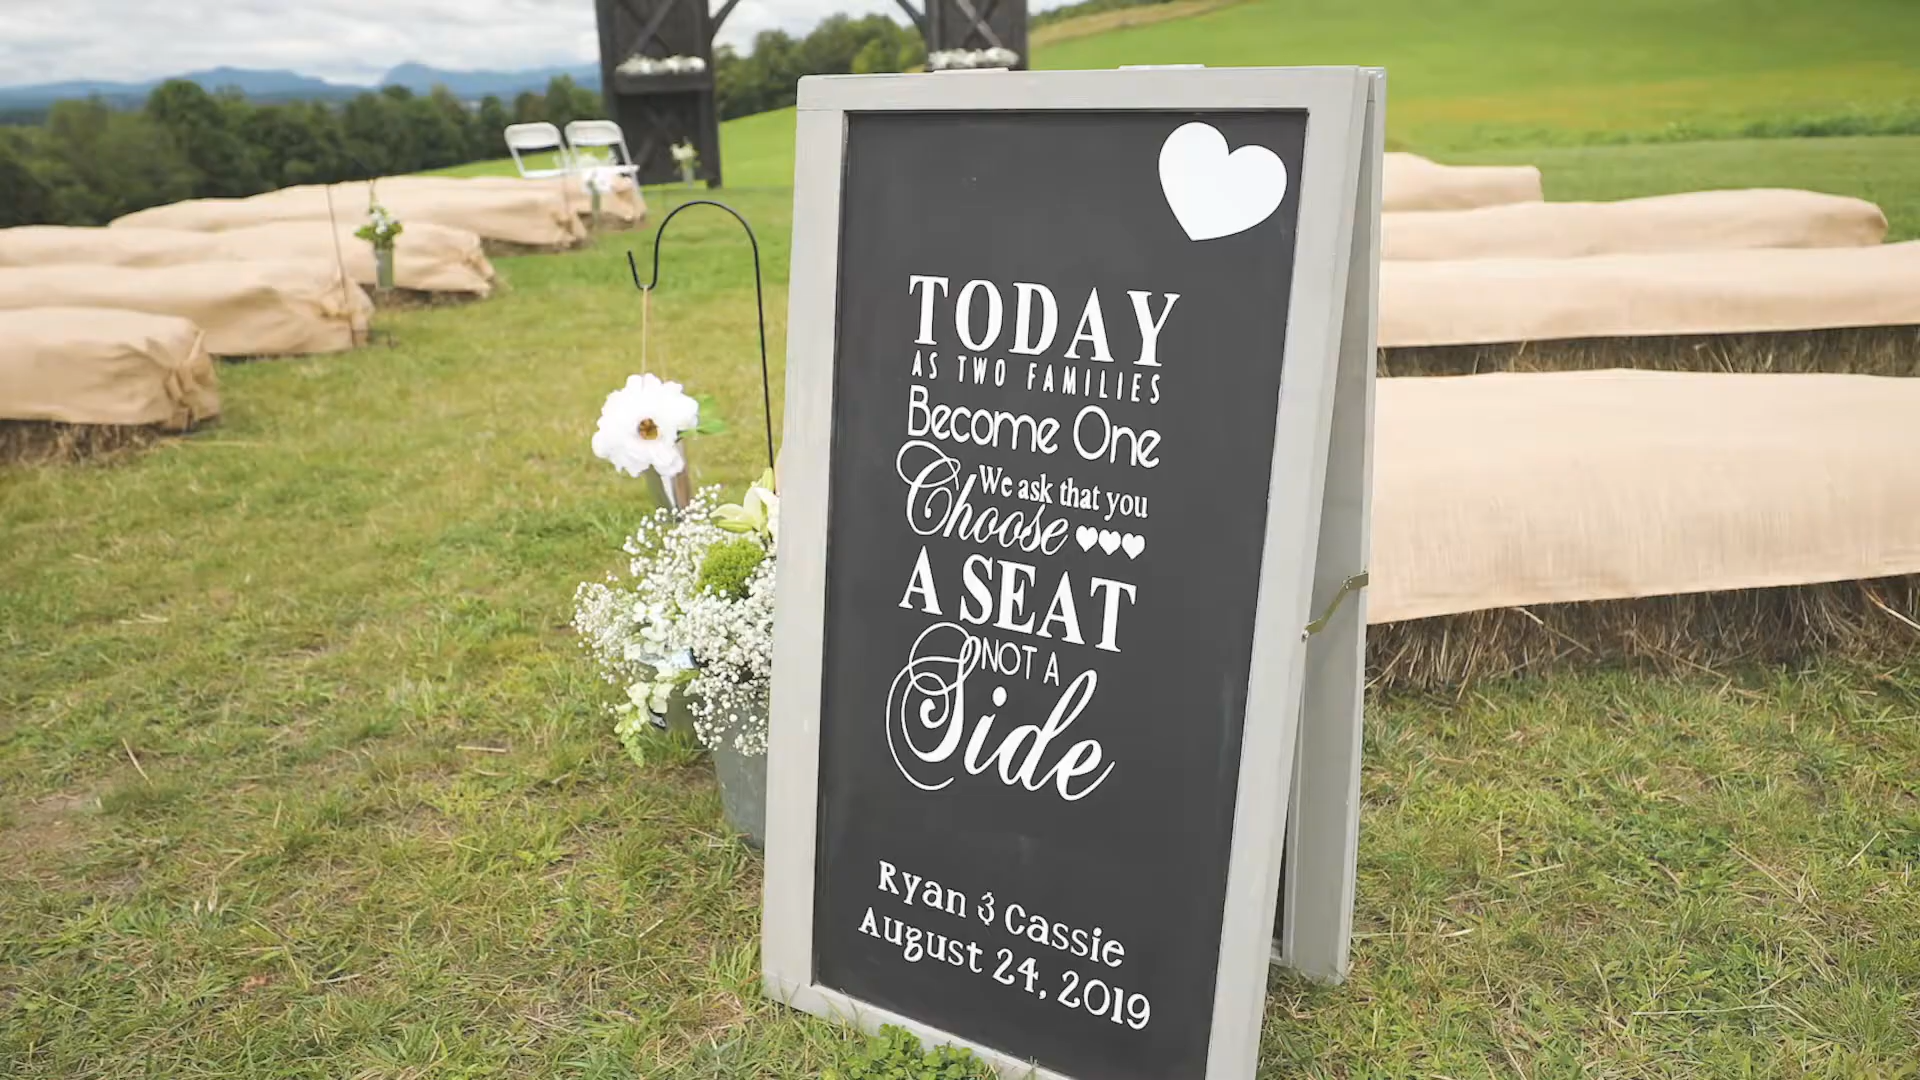 TODAY
AS TWO FAMILIES
Become One
We ask that you
Choose
A SEAT
NOT A
Side
Ryan & Cassie
August 24, 2019